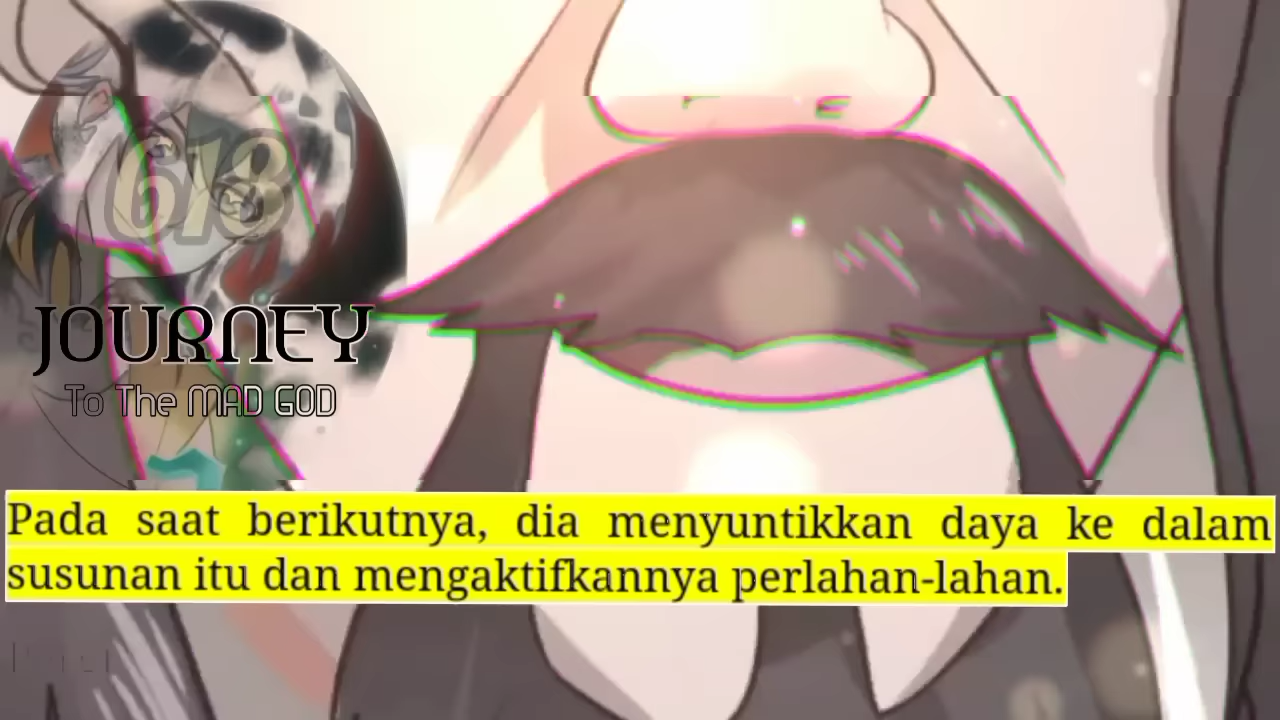 618
JOURNEY
To The MAD GOD
Pada saat berikutnya, dia menyuntikkan daya ke dalam
susunan itu dan mengaktifkannya perlahan-lahan.